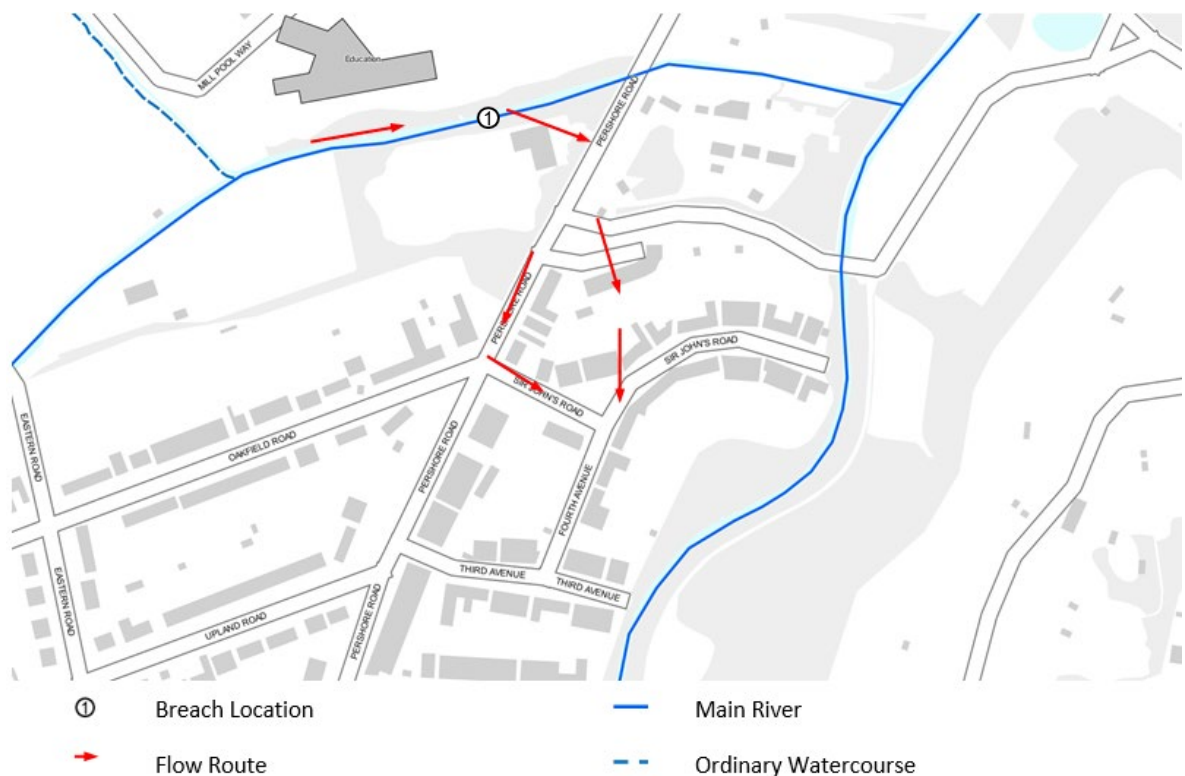 MILL POOL WAY
Education
PERSHORE ROAD
1
PERSHORE ROAD
SIR JOHN'S ROAD
SIR JOHN'S ROAD
EASTERN ROAD
OAKFIELD ROAD
PERSHORE ROAD
FOURTH AVENUE
THIRD AVENUE
THIRD AVENUE
EASTERN ROAD
UPLAND ROAD
PERSHORE ROAD
1 Breach Location
Main River
Flow Route
Ordinary Watercourse